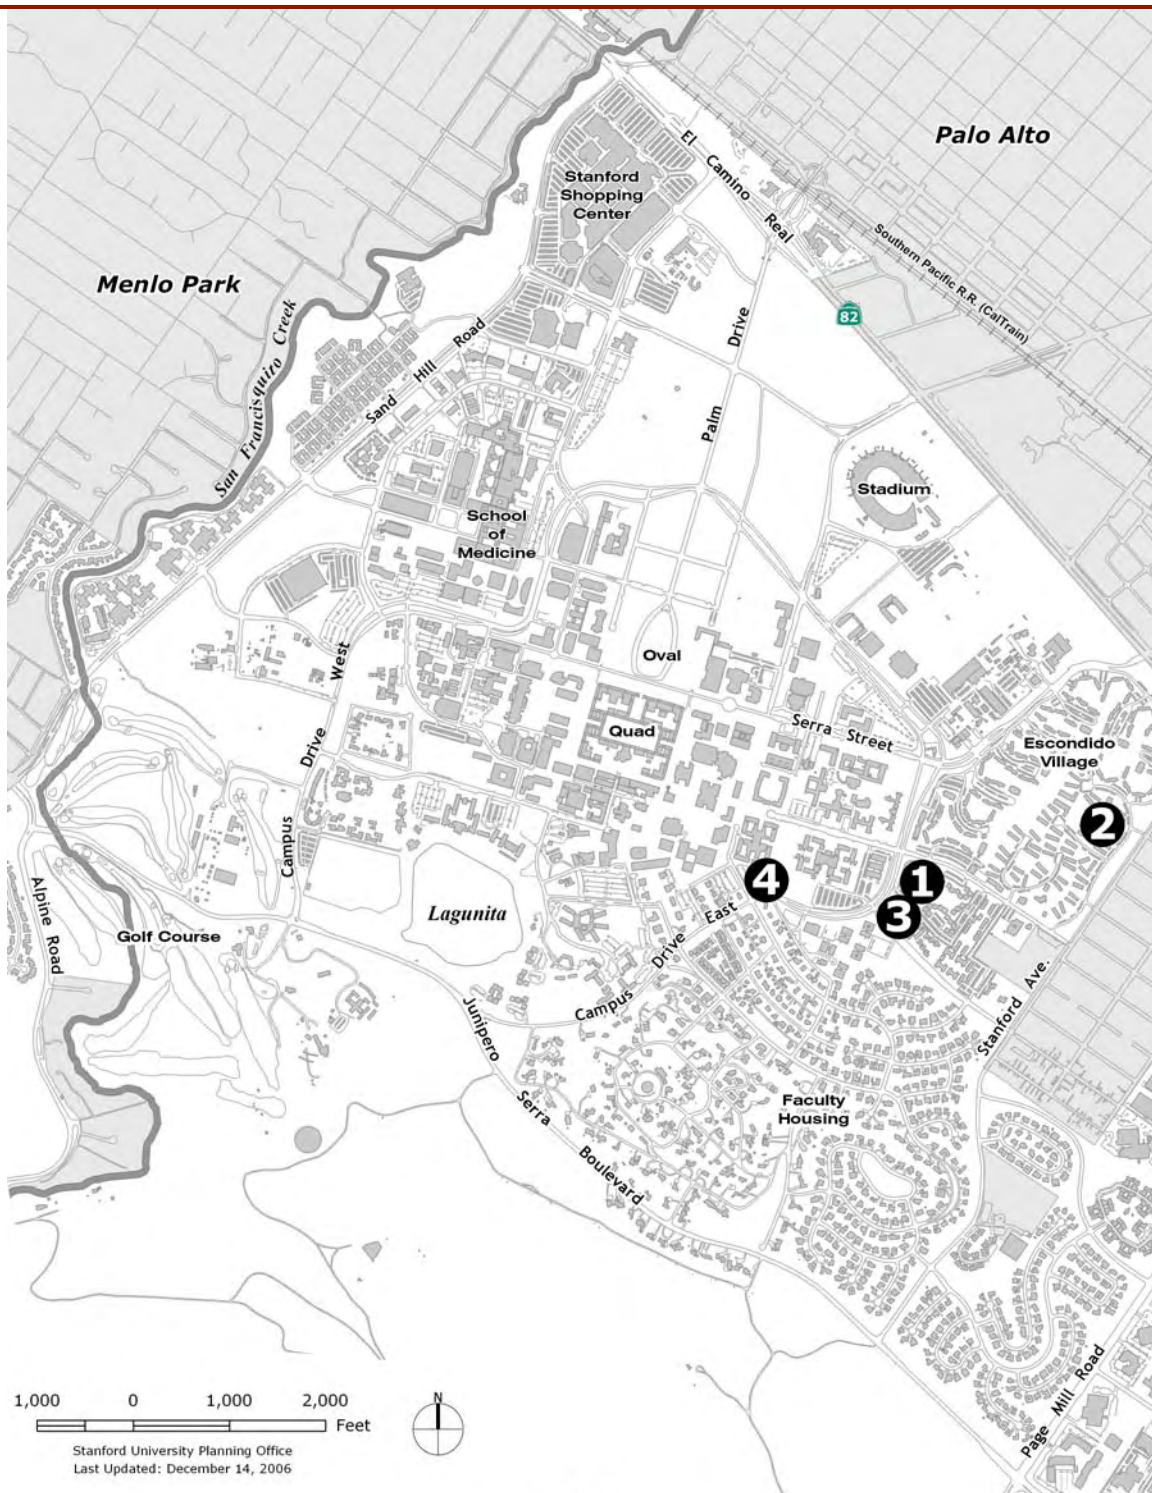 Palo Alto
El Camino Real
Stanford
Shopping
Center
Southern Pacific R.R. (CalTrain)
Menlo Park
82
San Francisquiro Creek
Sand Hill Road
Palm Drive
Stadium
School
of
Medicine
Oval
Campus Drive West
Quad
Serra Street
Escondido
Village
2
4
1
3
Lagunita
Alpine Road
Golf Course
Campus Drive East
Stanford Ave.
Junipero Serra Boulevard
Faculty
Housing
Page Mill Road
1,000 0 1,000 2,000
Feet
N
Stanford University Planning Office
Last Updated: December 14, 2006